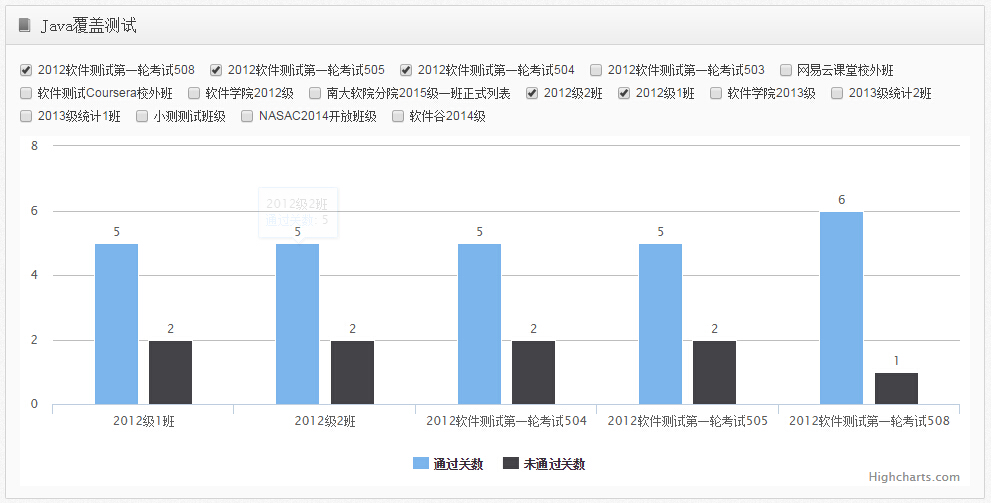 Java覆盖测试
2012软件测试第一轮考试508 2012软件测试第一轮考试505 2012软件测试第一轮考试504 2012软件测试第一轮考试503 网易云课堂校外班
软件测试Coursera校外班 软件学院2012级 南大软院分院2015级一班正式列表 2012级2班 2012级1班 软件学院2013级 2013级统计2班
2013级统计1班 小测测试班级 NASAC2014开放班级 软件谷2014级
8
6
4
2
0
2012级2班
通过关数: 5
5 5 5 5 6
2 2 2 2 1
2012级1班 2012级2班 2012软件测试第一轮考试504 2012软件测试第一轮考试505 2012软件测试第一轮考试508
通过关数 未通过关数
Highcharts.com